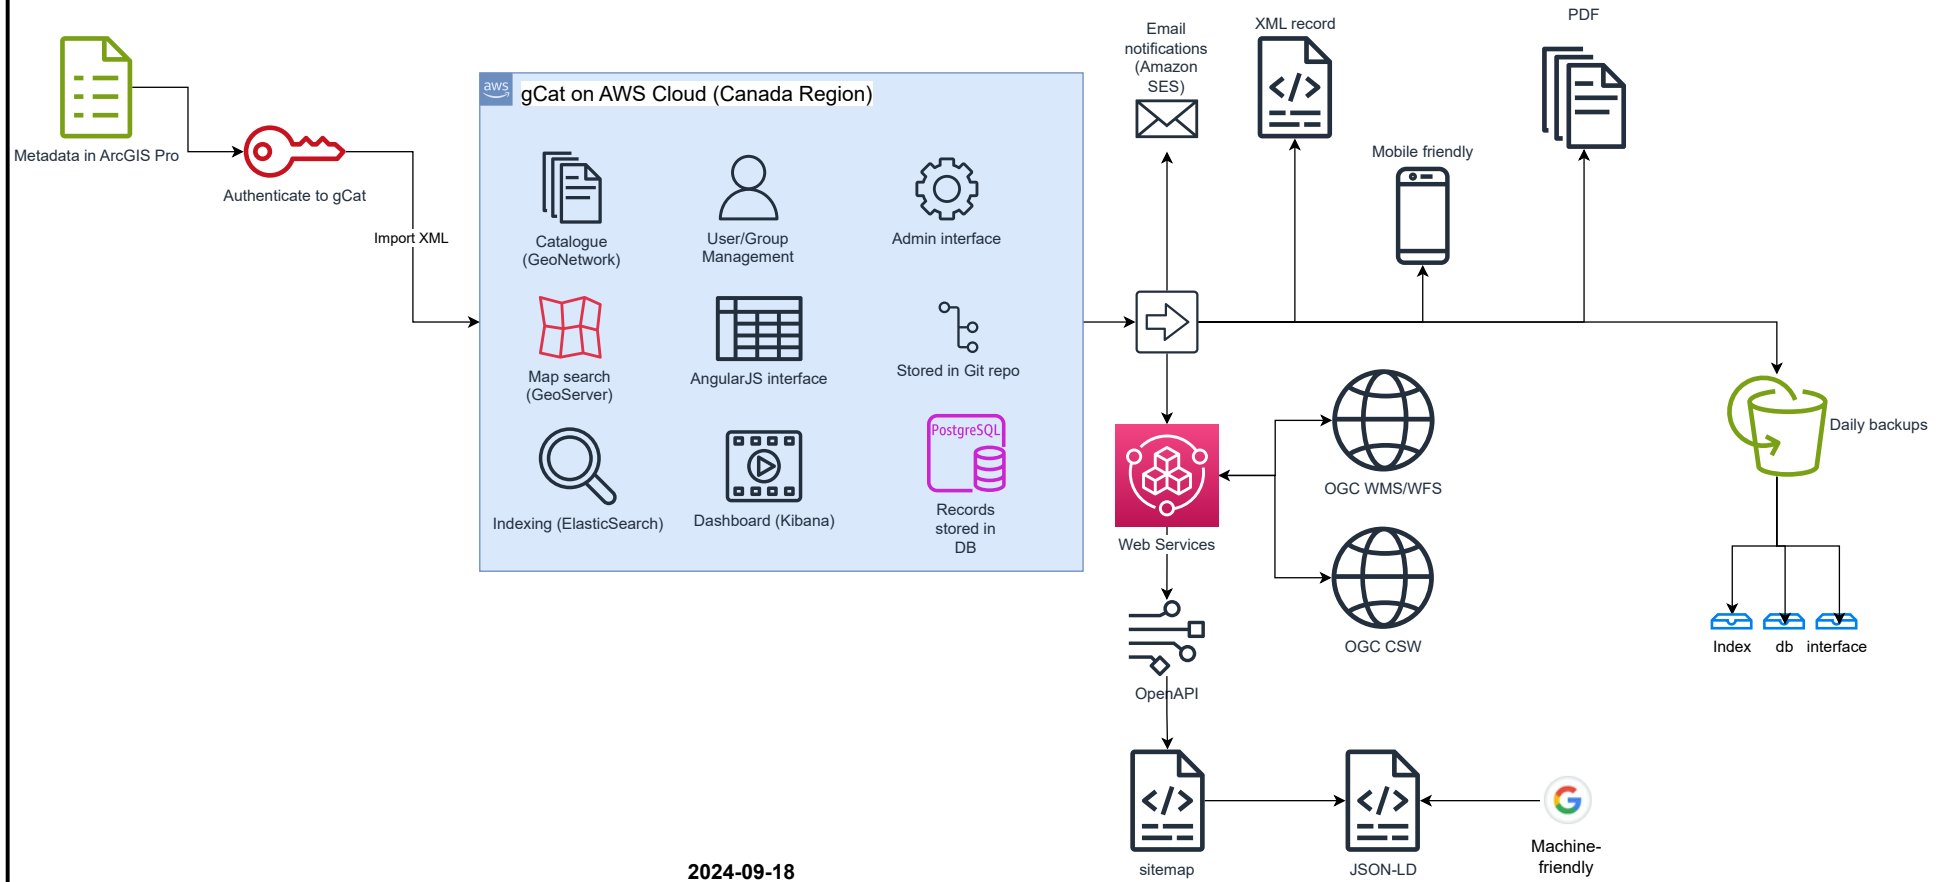 Metadata in ArcGIS Pro
Authenticate to gCat
Import XML
aws
gCat on AWS Cloud (Canada Region)
Catalogue
(GeoNetwork)
User/Group
Management
Admin interface
Map search
(GeoServer)
AngularJS interface
Stored in Git repo
Indexing (ElasticSearch)
Dashboard (Kibana)
PostgreSQL
Records
stored in
DB
Email
notifications
(Amazon
SES)
XML record
</>
Mobile friendly
PDF
Daily backups
Index
db
interface
OGC WMS/WFS
OGC CSW
Web Services
OpenAPI
</>
sitemap
</>
JSON-LD
G
Machine-
friendly
2024-09-18